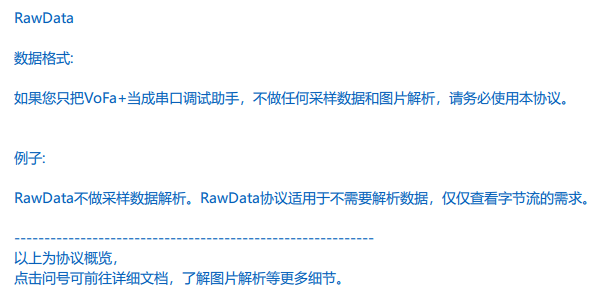 RawData
数据格式:
如果您只把VoFa+当成串口调试助手，不做任何采样数据和图片解析，请务必使用本协议。
例子:
RawData不做采样数据解析。RawData协议适用于不需要解析数据，仅仅查看字节流的需求。
------------------------------------------------------------
以上为协议概览，
点击问号可前往详细文档，了解图片解析等更多细节。